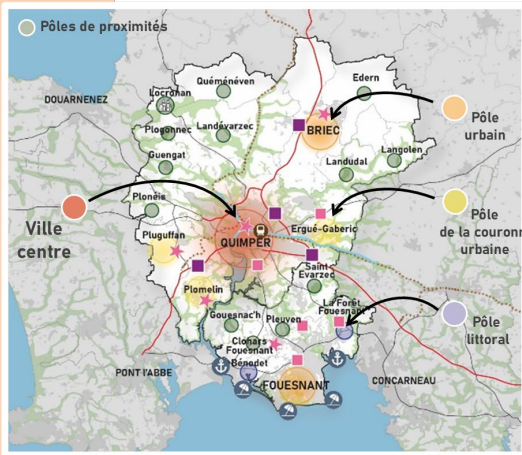 Pôles de proximités
Edern
Quéménéven
DOUARNENEZ
Locronan
Pôle
urbain
Plogonnec
Landévarzec
BRIEC
Guengat
Landudal
Langolen
Plonéis
Ville
centre
Pluguffan
QUIMPER
Ergué-Gaberic
Pôle
de la couronn
urbaine
Saint
Evarzec
Plomelin
La Forêt
Fouesnant
Gouesnac'h
Pleuven
Pôle
littoral
Clohars
Fouesnant
Bénodet
PONT L'ABBE
FOUESNANT
CONCARNEAU